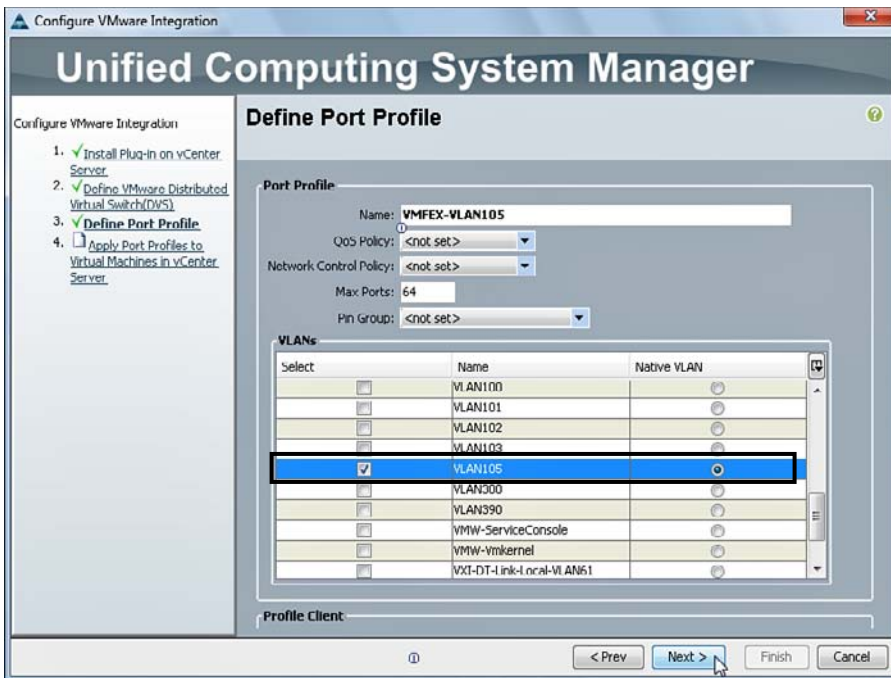 Configure VMware Integration
Unified Computing System Manager
Configure VMware Integration
1. Install Plug-in on vCenter
Server
2. Define VMware Distributed
Virtual Switch(DVS)
3. Define Port Profile
4. Apply Port Profiles to
Virtual Machines in vCenter
Server
Define Port Profile
Port Profile
Name: VMFEX-VLAN105
QoS Policy: <not set>
Network Control Policy: <not set>
Max Ports: 64
Pin Group: <not set>
VLANs
Select Name Native VLAN
VLAN100
VLAN101
VLAN102
VLAN103
VLAN105
VLAN300
VLAN390
VMW-ServiceConsole
VMW-Vmkernel
VXI-DT-Link-Local-VLAN61
Profile Client
< Prev Next > Finish Cancel